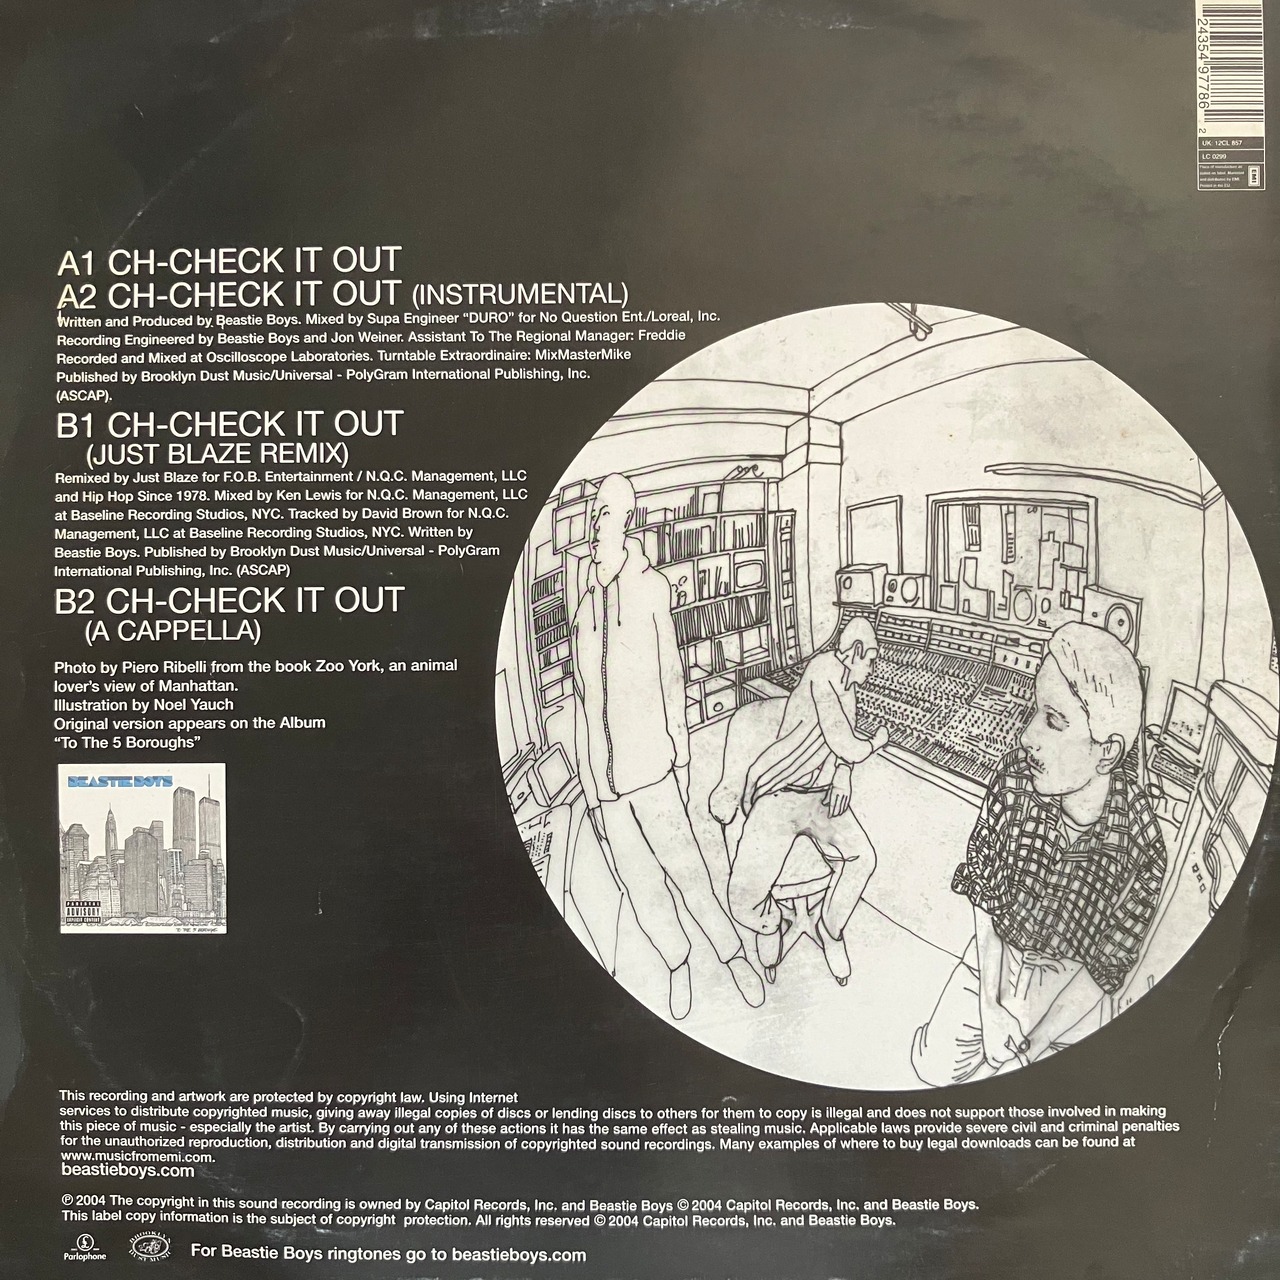 24354 97786 2
UK: 12CL 857
LC 0299
EMI
A1 CH-CHECK IT OUT
A2 CH-CHECK IT OUT (INSTRUMENTAL)
Written and Produced by Beastie Boys. Mixed by Supa Engineer “DURO” for No Question Ent./Loreal, Inc.
Recording Engineered by Beastie Boys and Jon Weiner. Assistant To The Regional Manager: Freddie
Recorded and Mixed at Oscilloscope Laboratories. Turntable Extraordinaire: MixMasterMike
Published by Brooklyn Dust Music/Universal - PolyGram International Publishing, Inc.
(ASCAP).
B1 CH-CHECK IT OUT
(JUST BLAZE REMIX)
Remixed by Just Blaze for F.O.B. Entertainment / N.Q.C. Management, LLC
and Hip Hop Since 1978. Mixed by Ken Lewis for N.Q.C. Management, LLC
at Baseline Recording Studios, NYC. Tracked by David Brown for N.Q.C.
Management, LLC at Baseline Recording Studios, NYC. Written by
Beastie Boys. Published by Brooklyn Dust Music/Universal - PolyGram
International Publishing, Inc. (ASCAP)
B2 CH-CHECK IT OUT
(A CAPPELLA)
Photo by Piero Ribelli from the book Zoo York, an animal
lover’s view of Manhattan.
Illustration by Noel Yauch
Original version appears on the Album
“To The 5 Boroughs”
BEASTIE BOYS
PARENTAL
ADVISORY
EXPLICIT CONTENT
TO THE 5 BOROUGHS
This recording and artwork are protected by copyright law. Using Internet
services to distribute copyrighted music, giving away illegal copies of discs or lending discs to others for them to copy is illegal and does not support those involved in making
this piece of music - especially the artist. By carrying out any of these actions it has the same effect as stealing music. Applicable laws provide severe civil and criminal penalties
for the unauthorized reproduction, distribution and digital transmission of copyrighted sound recordings. Many examples of where to buy legal downloads can be found at
www.musicfromemi.com.
beastieboys.com
℗ 2004 The copyright in this sound recording is owned by Capitol Records, Inc. and Beastie Boys © 2004 Capitol Records, Inc. and Beastie Boys.
This label copy information is the subject of copyright protection. All rights reserved © 2004 Capitol Records, Inc. and Beastie Boys.
Parlophone
BROOKLYN
DUST MUSIC
For Beastie Boys ringtones go to beastieboys.com